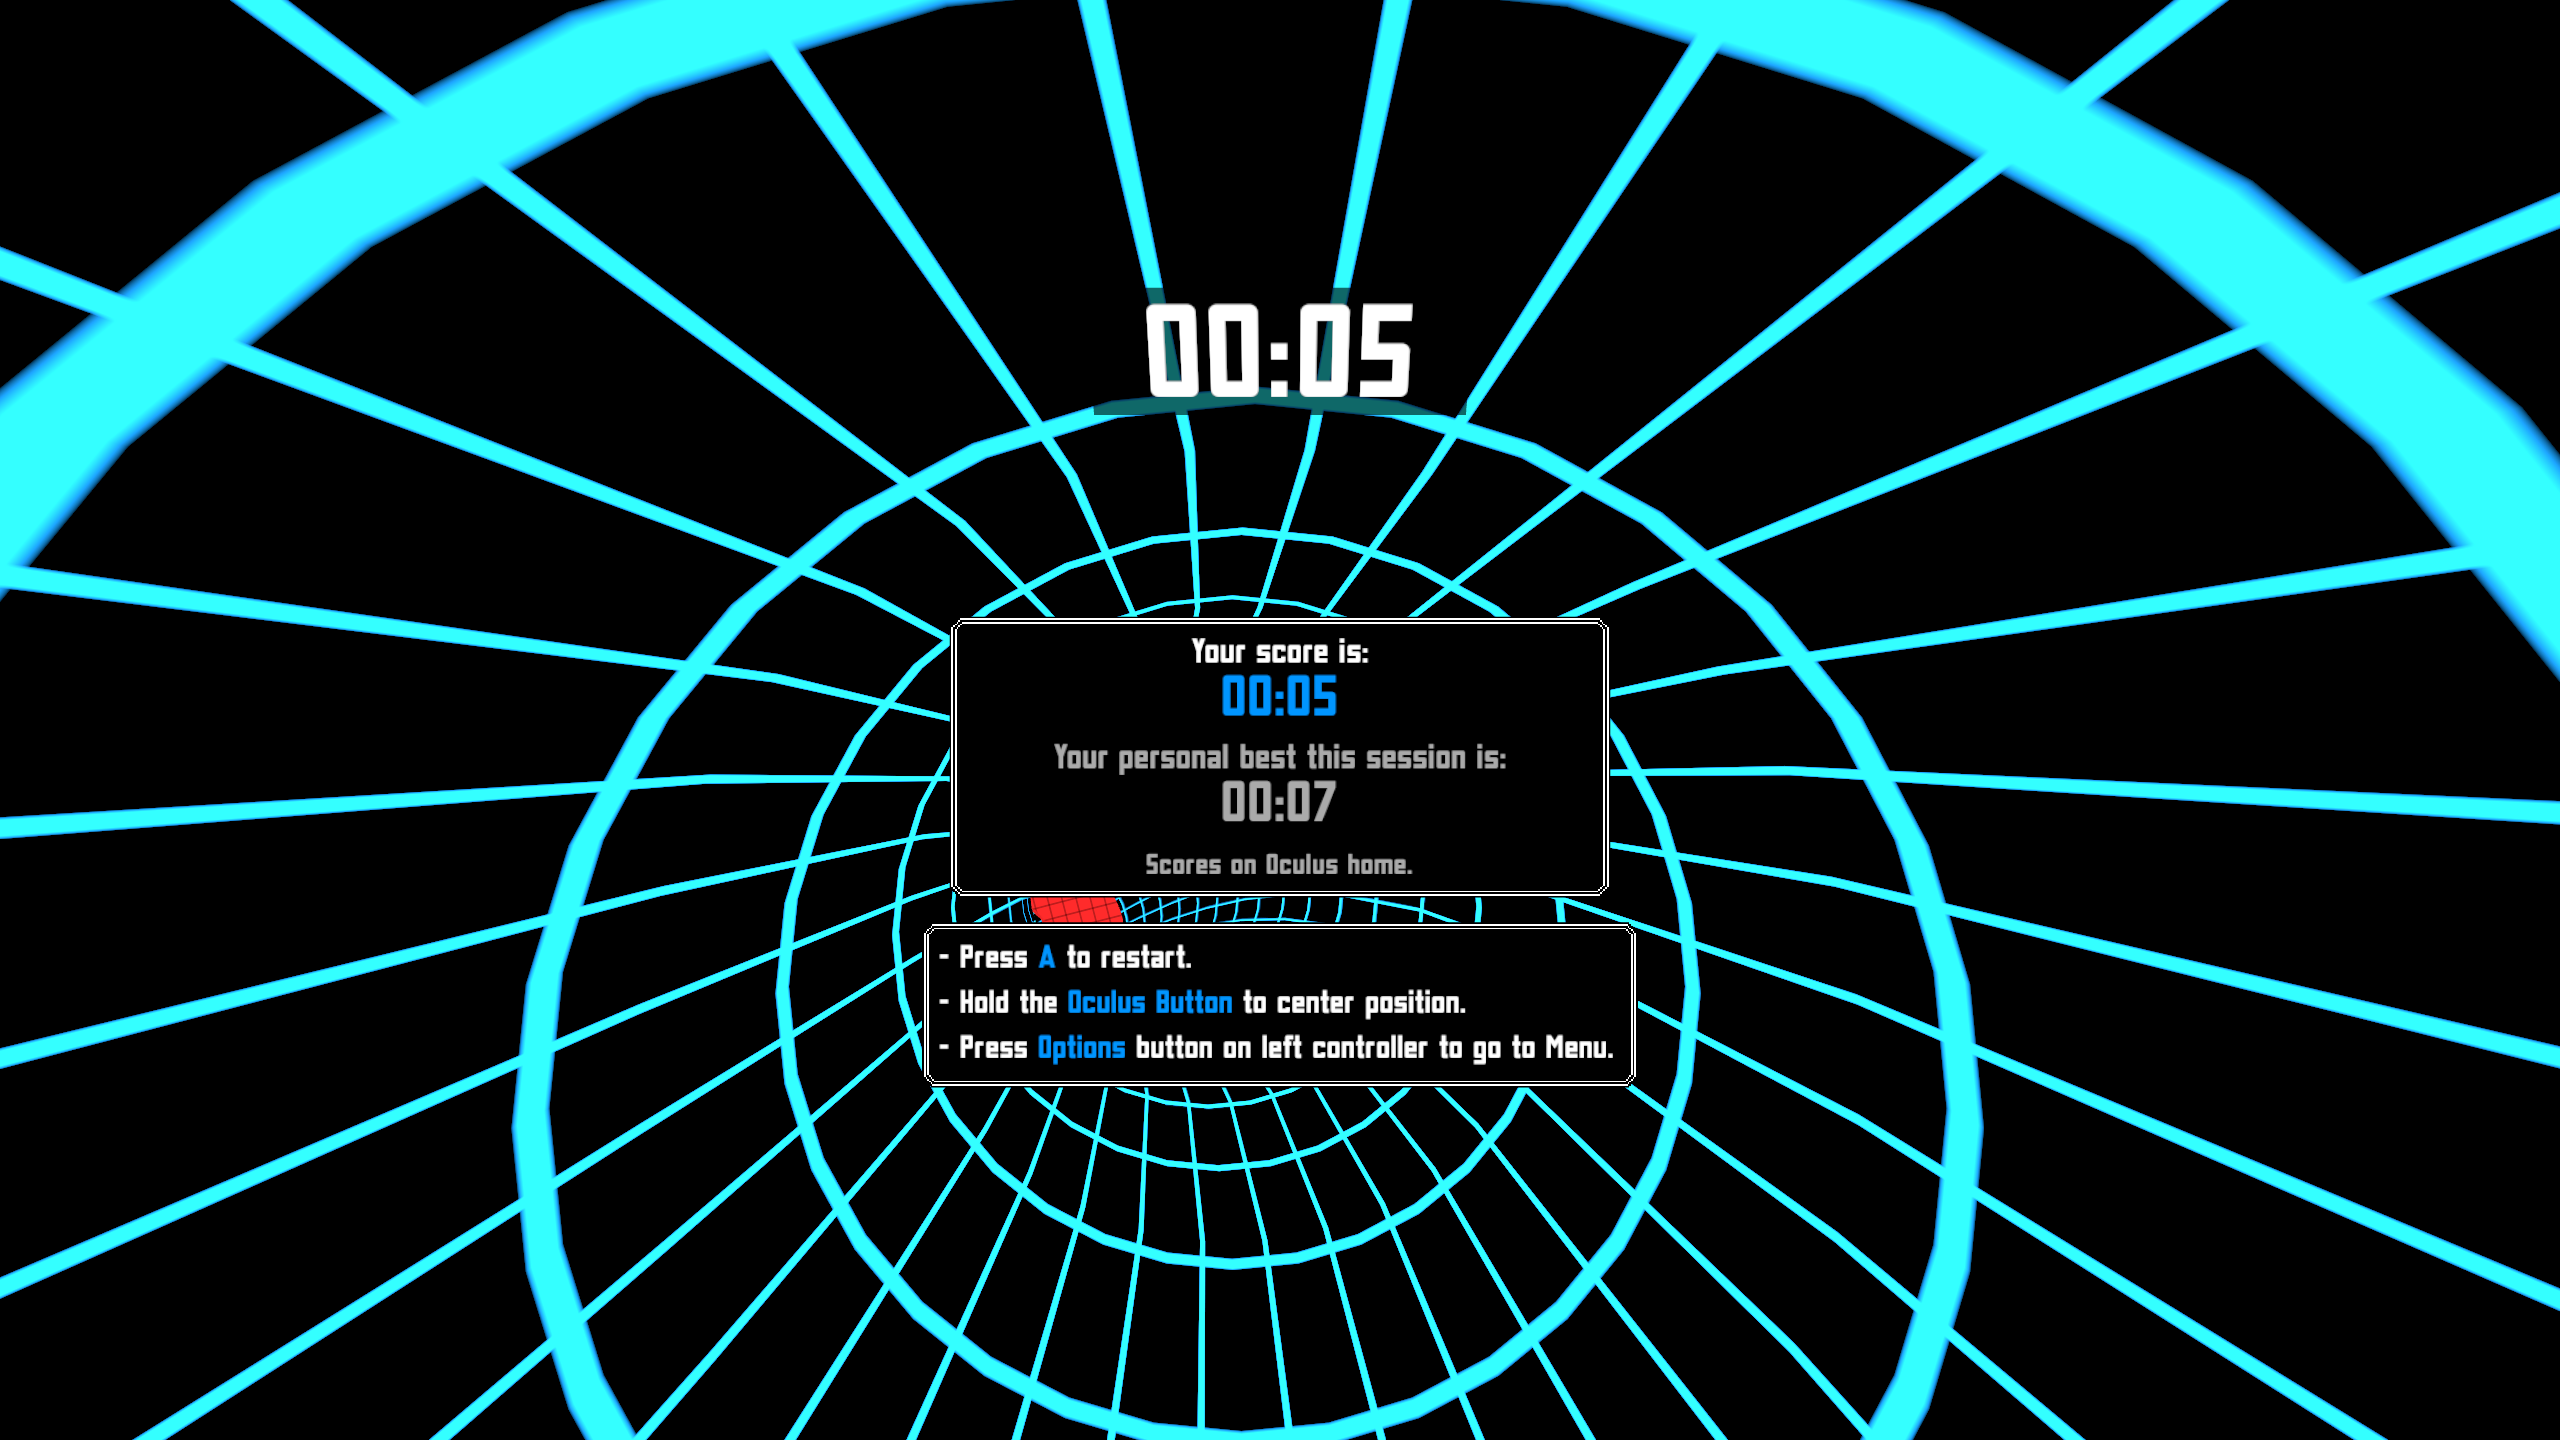 00:05
Your score is:
00:05
Your personal best this session is:
00:07
Scores on Oculus home.
- Press A to restart.
- Hold the Oculus Button to center position.
- Press Options button on left controller to go to Menu.